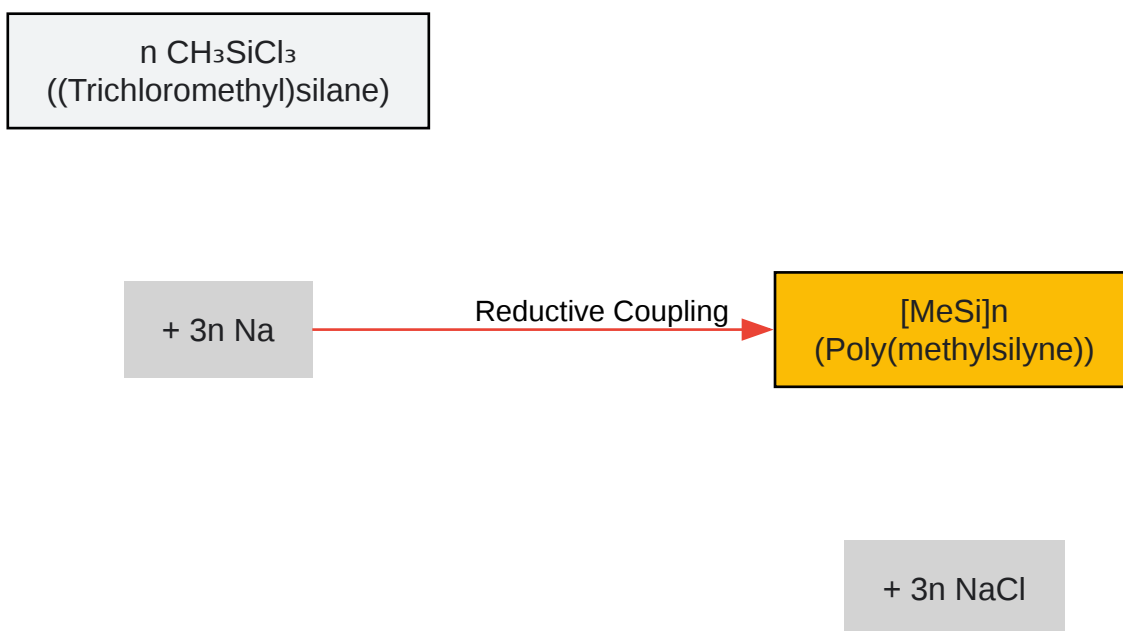 n CH₃SiCl₃
((Trichloromethyl)silane)
+ 3n Na
Reductive Coupling
[MeSi]n
(Poly(methylsilyne))
+ 3n NaCl